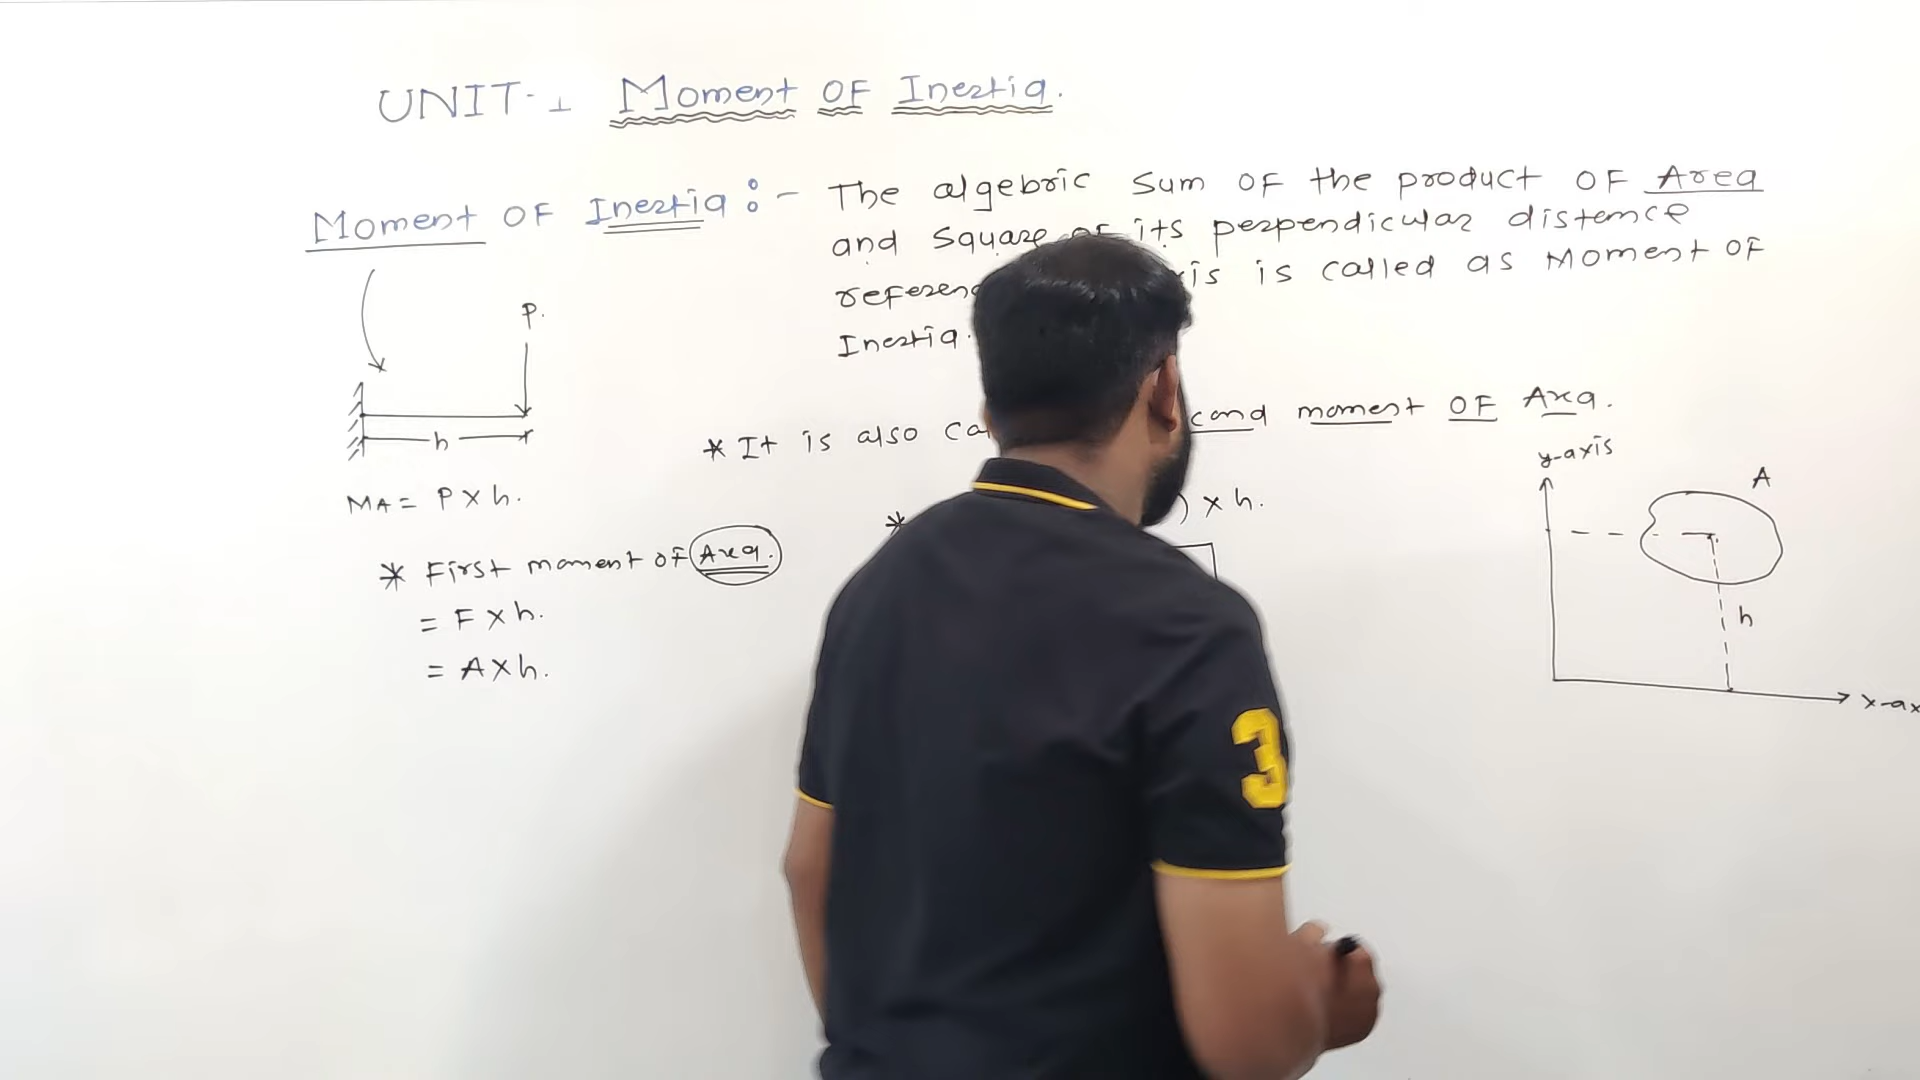 UNIT-1 Moment OF Inertia.
Moment OF Inertia :- The algebric sum OF the product OF Area
and square its perpendicular distence
is called as Moment OF
Inertia.
P.
h
* It is also moment OF Area.
MA = P X h.
* X h.
* First moment OF Area.
= F X h.
= A X h.
y-axis
A
h
3